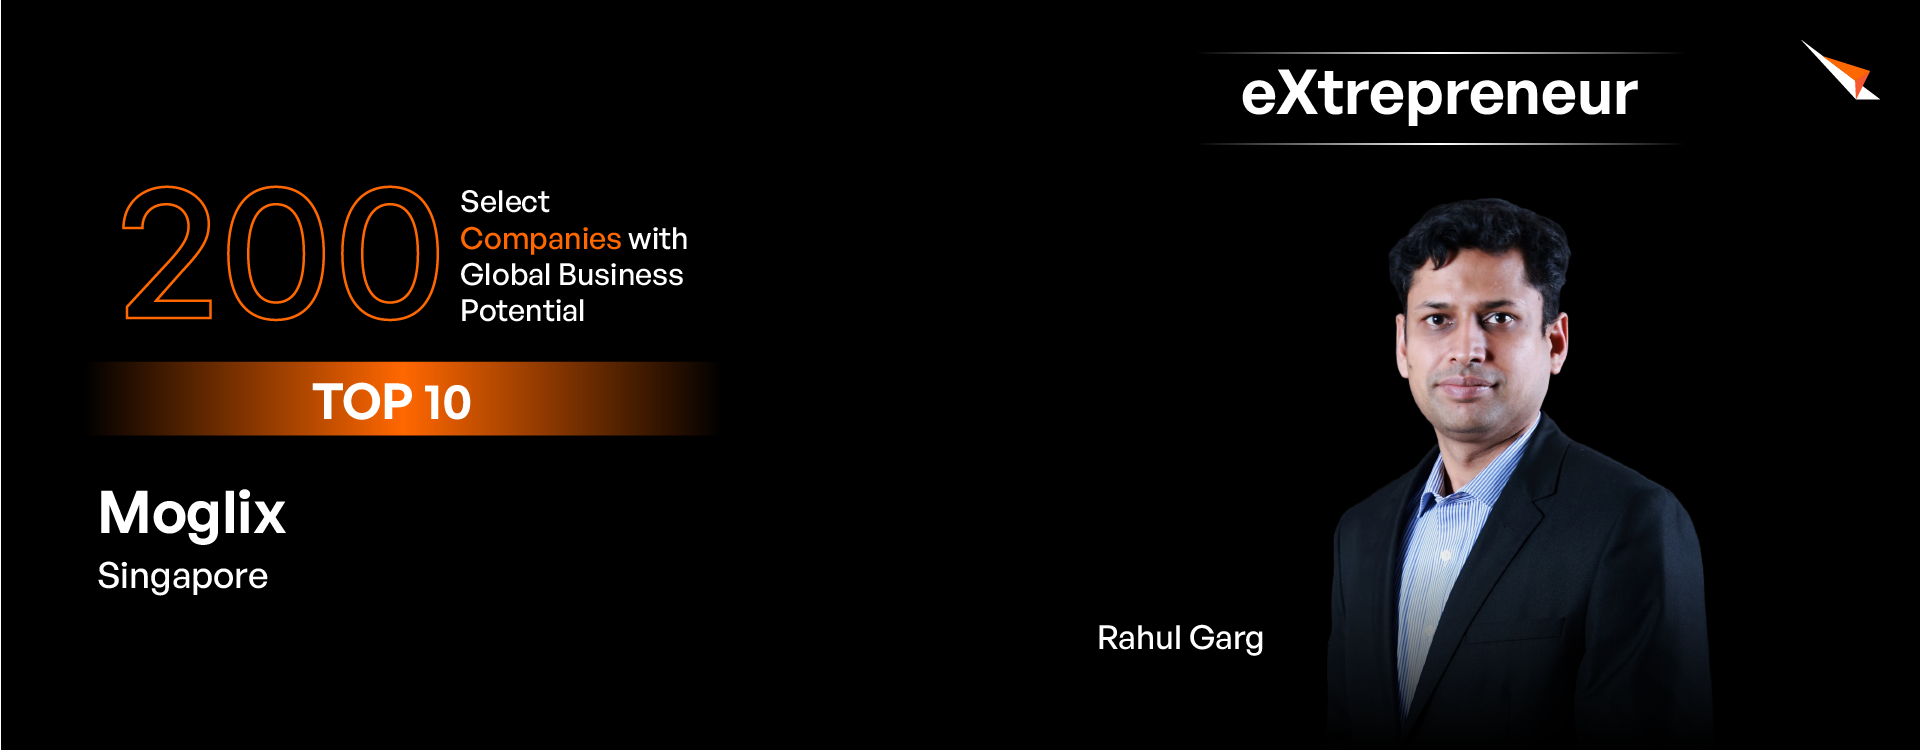 eXtrepreneur
200
Select
Companies with
Global Business
Potential
TOP 10
Moglix
Singapore
Rahul Garg